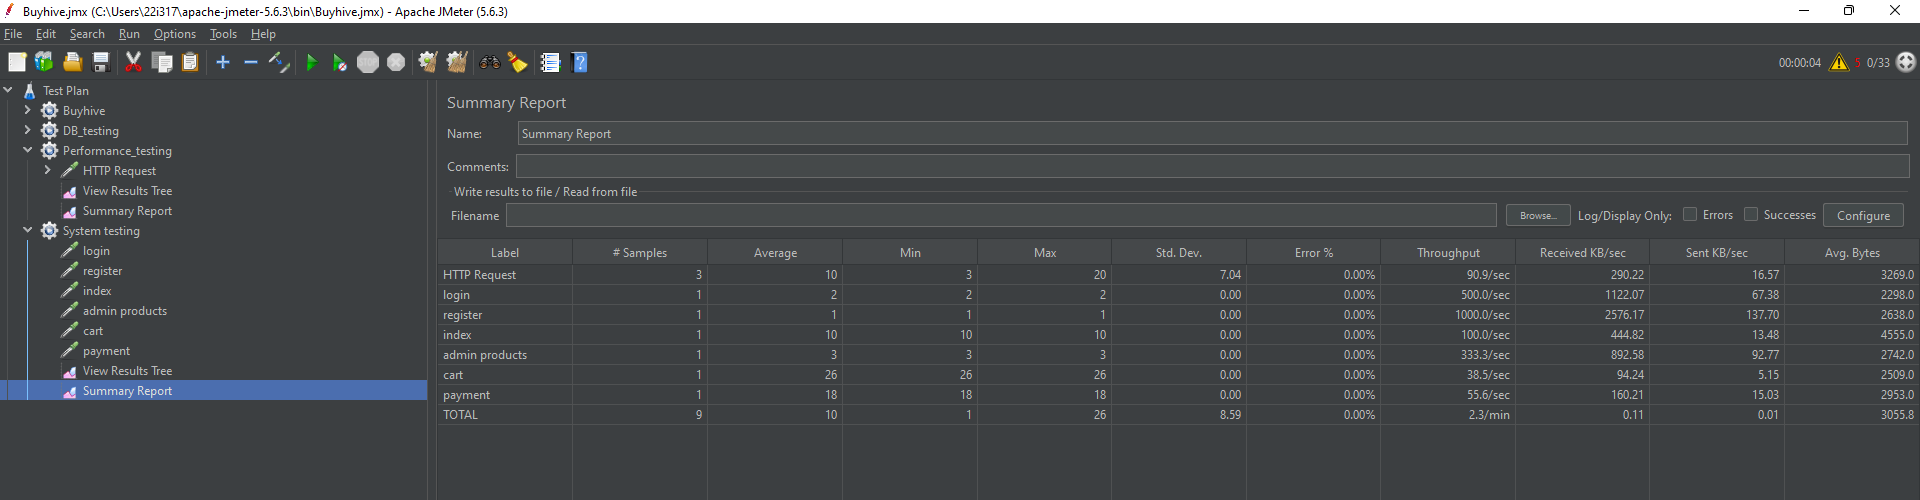 Buyhive.jmx (C:\Users\22i317\apache-jmeter-5.6.3\bin\Buyhive.jmx) - Apache JMeter (5.6.3)
File Edit Search Run Options Tools Help
STOP 00:00:04 5 0/33
Test Plan
Buyhive
DB_testing
Performance_testing
HTTP Request
View Results Tree
Summary Report
System testing
login
register
index
admin products
cart
payment
View Results Tree
Summary Report
Summary Report
Name: Summary Report
Comments:
Write results to file / Read from file
Filename Browse... Log/Display Only: Errors Successes Configure
Label # Samples Average Min Max Std. Dev. Error % Throughput Received KB/sec Sent KB/sec Avg. Bytes
HTTP Request 3 10 3 20 7.04 0.00% 90.9/sec 290.22 16.57 3269.0
login 1 2 2 2 0.00 0.00% 500.0/sec 1122.07 67.38 2298.0
register 1 1 1 1 0.00 0.00% 1000.0/sec 2576.17 137.70 2638.0
index 1 10 10 10 0.00 0.00% 100.0/sec 444.82 13.48 4555.0
admin products 1 3 3 3 0.00 0.00% 333.3/sec 892.58 92.77 2742.0
cart 1 26 26 26 0.00 0.00% 38.5/sec 94.24 5.15 2509.0
payment 1 18 18 18 0.00 0.00% 55.6/sec 160.21 15.03 2953.0
TOTAL 9 10 1 26 8.59 0.00% 2.3/min 0.11 0.01 3055.8